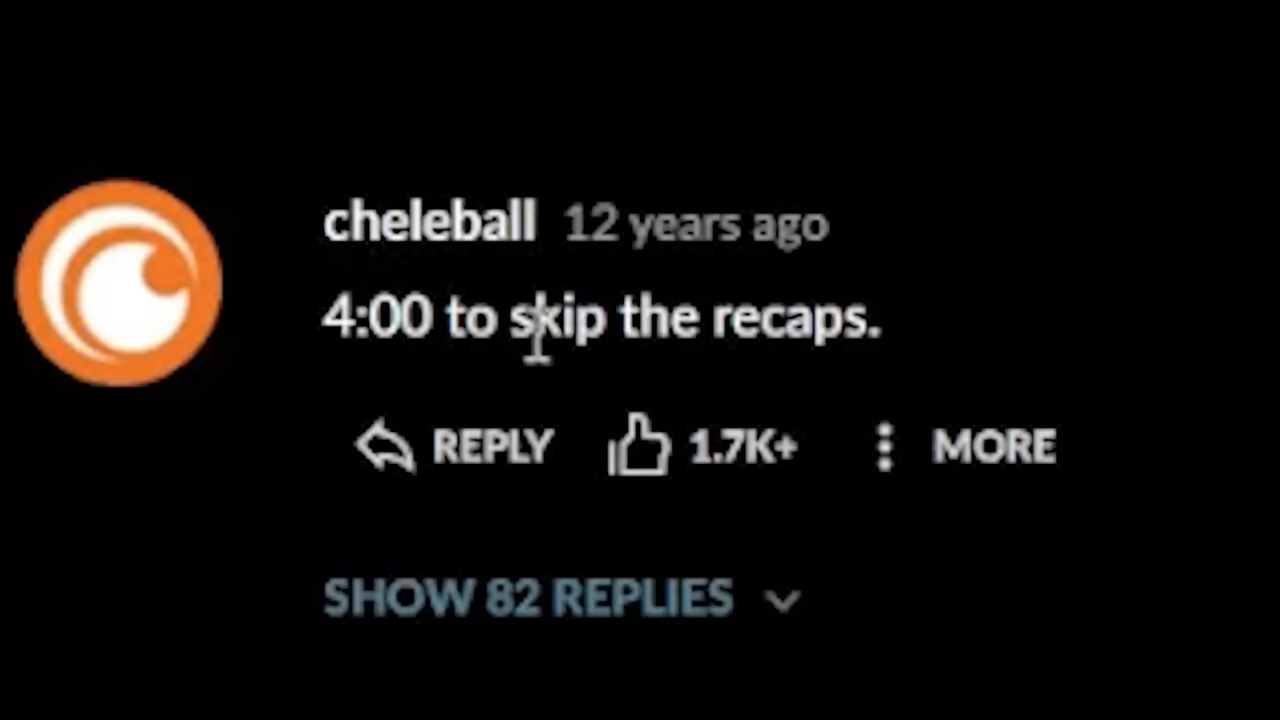 cheleball 12 years ago
4:00 to skip the recaps.
REPLY 1.7K+ MORE
SHOW 82 REPLIES